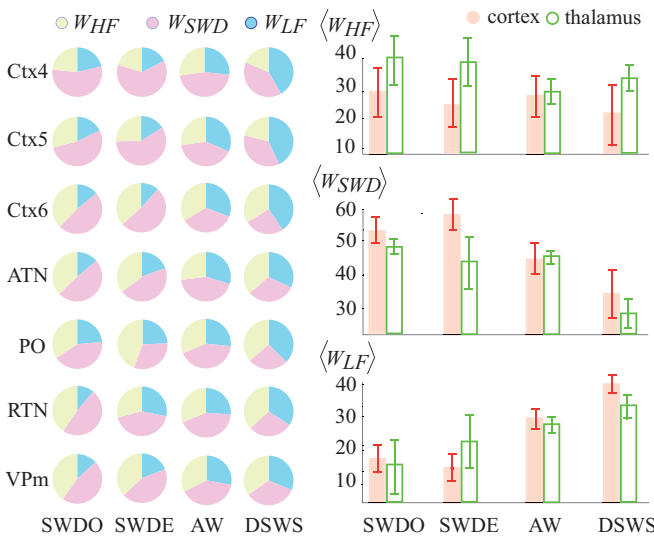 W_HF W_SWD W_LF
Ctx4
Ctx5
Ctx6
ATN
PO
RTN
VPm
SWDO SWDE AW DSWS
⟨W_HF⟩
cortex thalamus
40
30
20
10
⟨W_SWD⟩
60
50
40
30
⟨W_LF⟩
40
30
20
10
SWDO SWDE AW DSWS